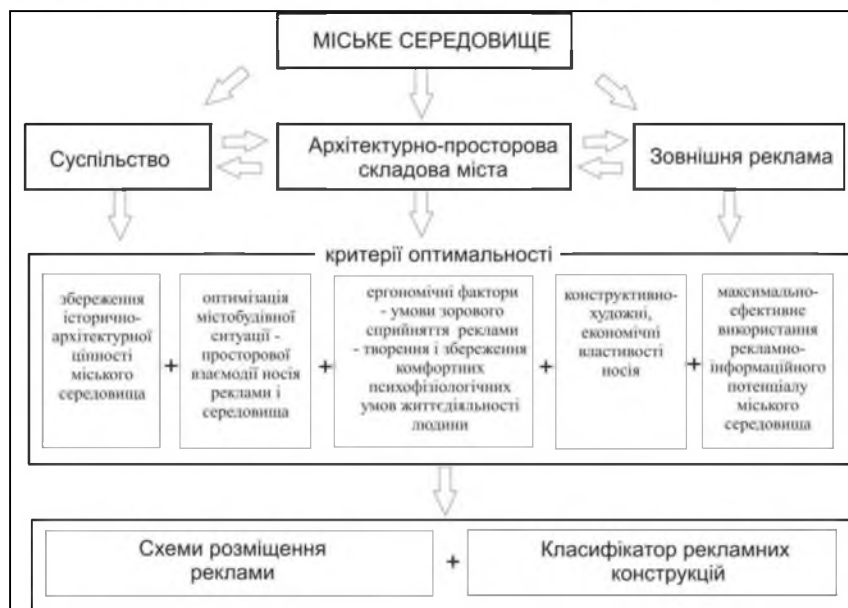 МІСЬКЕ СЕРЕДОВИЩЕ
Суспільство
Архітектурно-просторова
складова міста
Зовнішня реклама
критерії оптимальності
збереження
історично-
архітектурної
цінності
міського
середовища
+
оптимізація
містобудівної
ситуації -
просторової
взаємодії носія
реклами і
середовища
+
ергономічні фактори
- умови зорового
сприйняття реклами
- творення і збереження
комфортних
психофізіологічних
умов життєдіяльності
людини
+
конструктивно-
художні,
економічні
властивості
носія
+
максимально-
ефективне
використання
рекламно-
інформаційного
потенціалу
міського
середовища
Схеми розміщення
реклами
+
Класифікатор рекламних
конструкцій